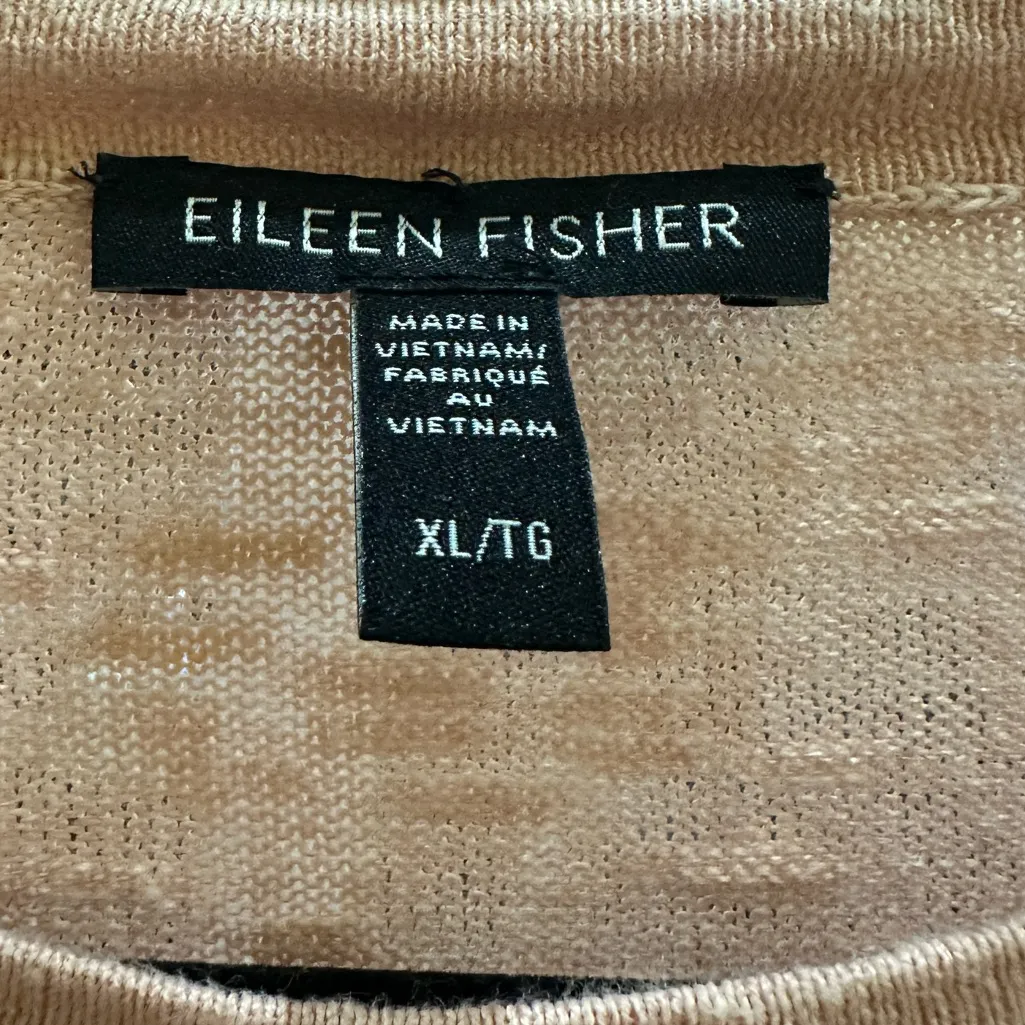 EILEEN FISHER
MADE IN
VIETNAM/
FABRIQUÉ
AU
VIETNAM
XL/TG